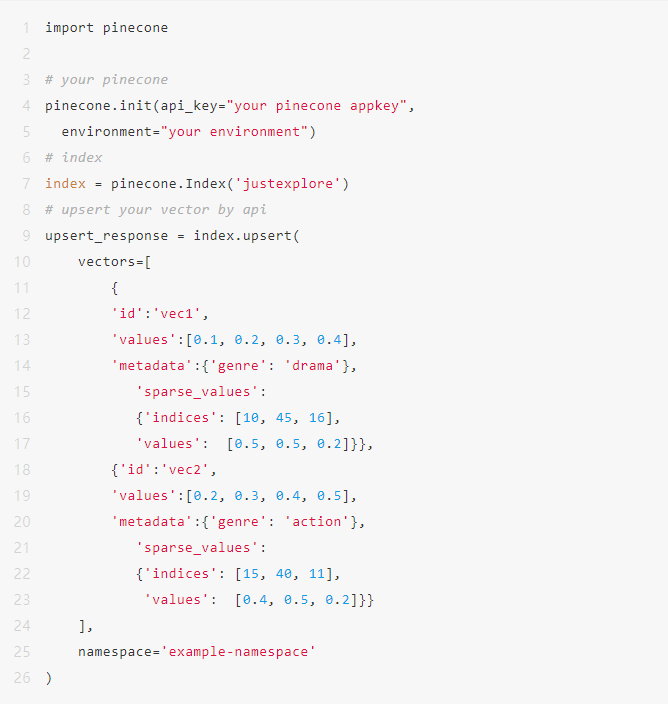 1 import pinecone
2
3 # your pinecone
4 pinecone.init(api_key="your pinecone appkey",
5   environment="your environment")
6 # index
7 index = pinecone.Index('justexplore')
8 # upsert your vector by api
9 upsert_response = index.upsert(
10     vectors=[
11         {
12         'id':'vec1',
13         'values':[0.1, 0.2, 0.3, 0.4],
14         'metadata':{'genre': 'drama'},
15            'sparse_values':
16            {'indices': [10, 45, 16],
17            'values':  [0.5, 0.5, 0.2]}},
18         {'id':'vec2',
19         'values':[0.2, 0.3, 0.4, 0.5],
20         'metadata':{'genre': 'action'},
21            'sparse_values':
22            {'indices': [15, 40, 11],
23             'values':  [0.4, 0.5, 0.2]}}
24     ],
25     namespace='example-namespace'
26 )